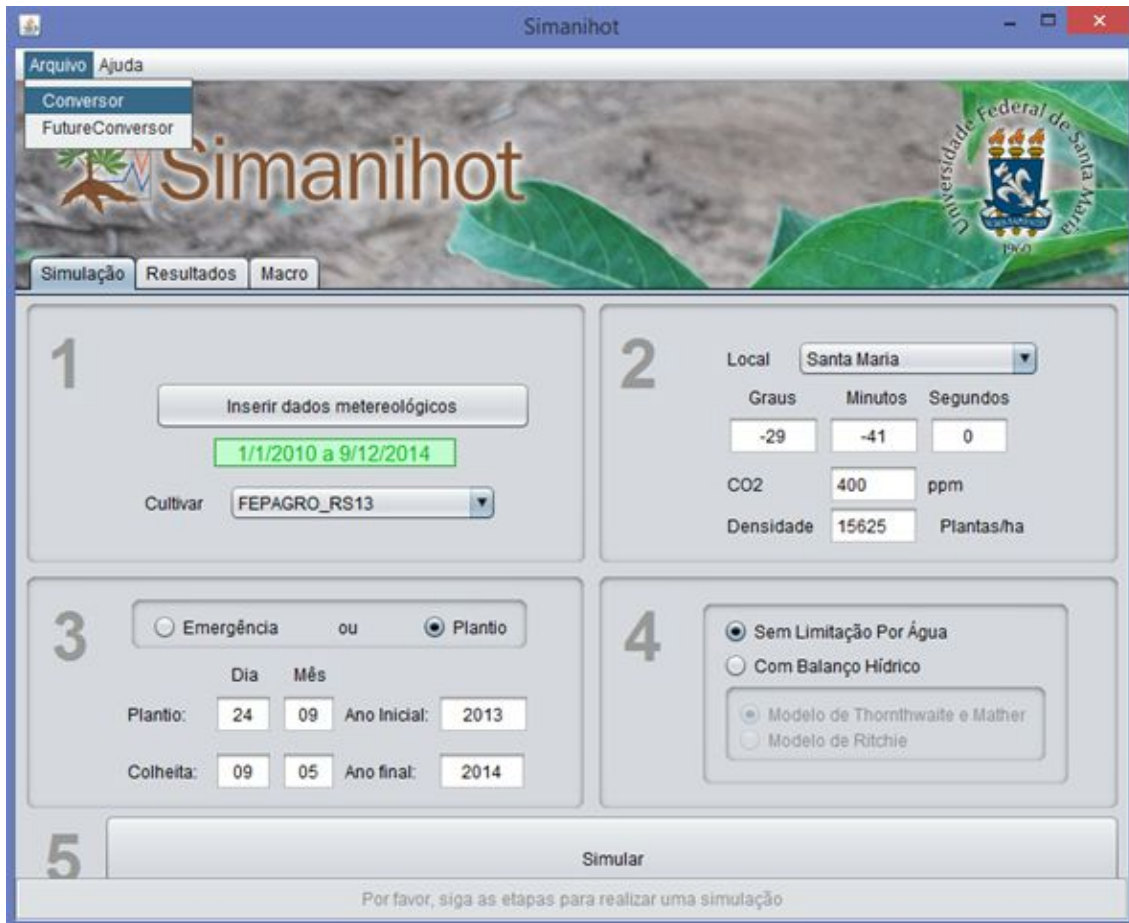 Simanihot
Arquivo Ajuda
Conversor
FutureConversor
Simanihot
Universidade Federal de Santa Maria
1960
Simulação Resultados Macro
1
Inserir dados metereológicos
1/1/2010 a 9/12/2014
Cultivar FEPAGRO_RS13
2
Local Santa Maria
Graus Minutos Segundos
-29 -41 0
CO2 400 ppm
Densidade 15625 Plantas/ha
3
Emergência ou Plantio
Dia Mês
Plantio: 24 09 Ano Inicial: 2013
Colheita: 09 05 Ano final: 2014
4
Sem Limitação Por Água
Com Balanço Hídrico
Modelo de Thornthwaite e Mather
Modelo de Ritchie
5
Simular
Por favor, siga as etapas para realizar uma simulação